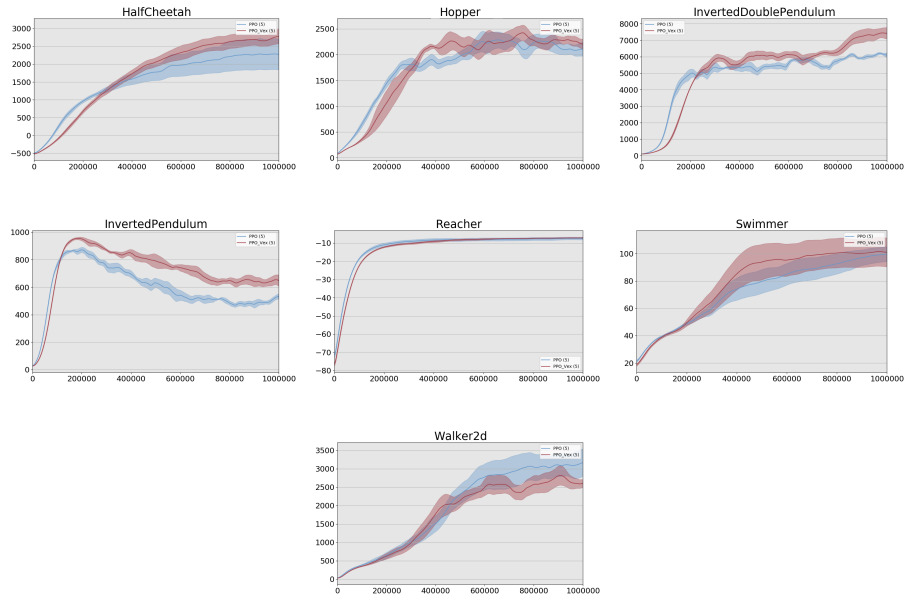 HalfCheetah
PPO (5)
PPO_Vex (5)
3000
2500
2000
1500
1000
500
0
−500
0 200000 400000 600000 800000 1000000
Hopper
PPO (5)
PPO_Vex (5)
2500
2000
1500
1000
500
0
0 200000 400000 600000 800000 1000000
InvertedDoublePendulum
PPO (5)
PPO_Vex (5)
8000
7000
6000
5000
4000
3000
2000
1000
0
0 200000 400000 600000 800000 1000000
InvertedPendulum
PPO (5)
PPO_Vex (5)
1000
800
600
400
200
0
0 200000 400000 600000 800000 1000000
Reacher
−10
−20
−30
−40
−50
−60
−70
−80
PPO (5)
PPO_Vex (5)
0 200000 400000 600000 800000 1000000
Swimmer
PPO (5)
PPO_Vex (5)
100
80
60
40
20
0 200000 400000 600000 800000 1000000
Walker2d
PPO (5)
PPO_Vex (5)
3500
3000
2500
2000
1500
1000
500
0
0 200000 400000 600000 800000 1000000